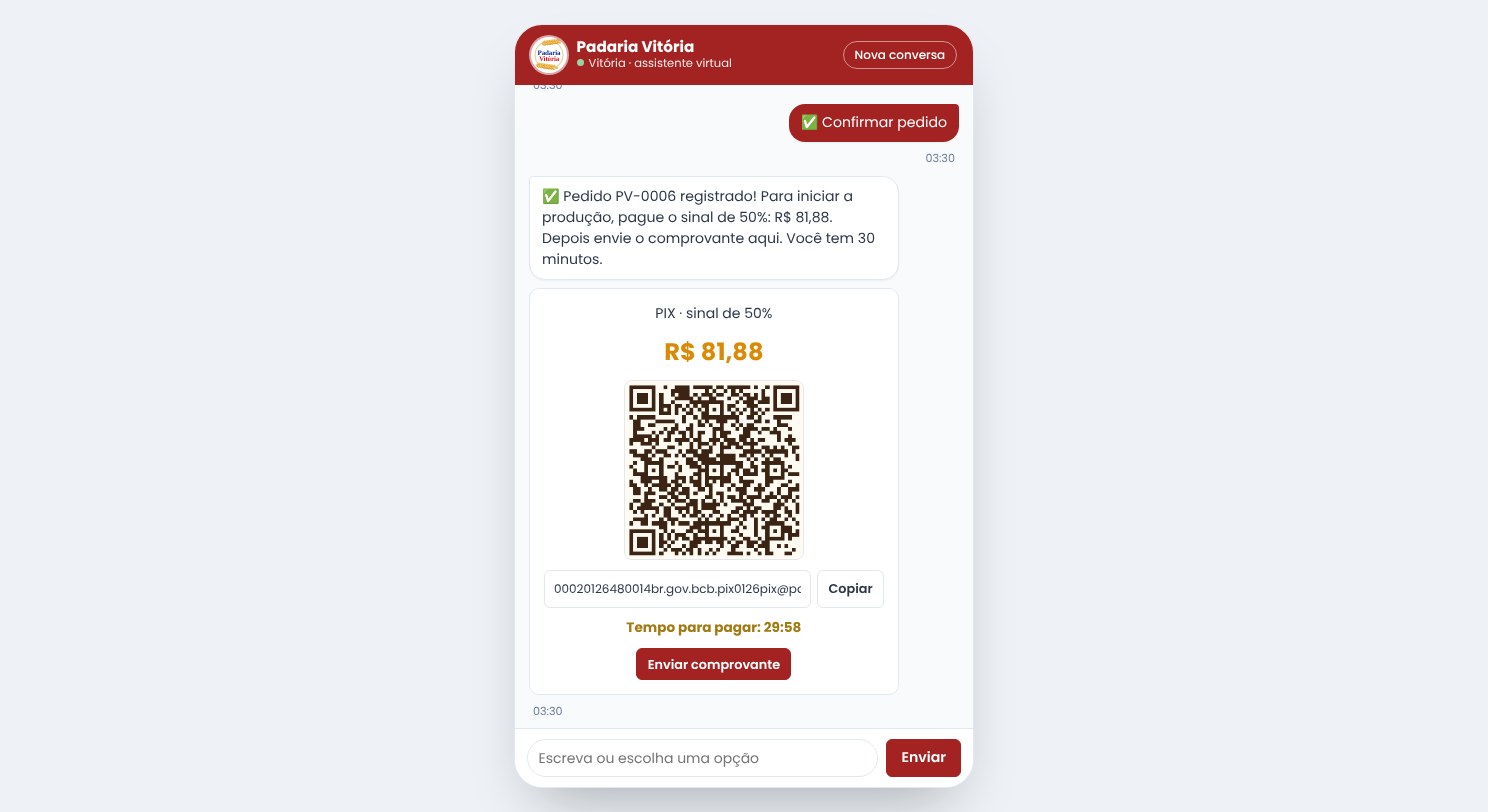 Padaria
Vitória
Padaria Vitória
Vitória · assistente virtual
Nova conversa
03:30
✅ Confirmar pedido
03:30
✅ Pedido PV-0006 registrado! Para iniciar a
produção, pague o sinal de 50%: R$ 81,88.
Depois envie o comprovante aqui. Você tem 30
minutos.
PIX · sinal de 50%
R$ 81,88
00020126480014br.gov.bcb.pix0126pix@pa
Copiar
Tempo para pagar: 29:58
Enviar comprovante
03:30
Escreva ou escolha uma opção
Enviar